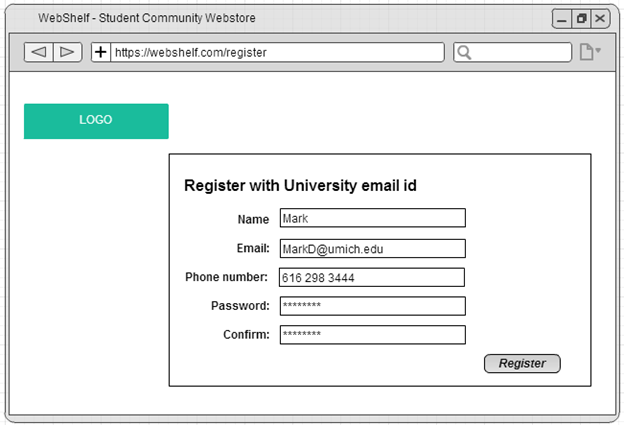 WebShelf - Student Community Webstore
https://webshelf.com/register
LOGO
Register with University email id
Name Mark
Email: MarkD@umich.edu
Phone number: 616 298 3444
Password: ********
Confirm: ********
Register